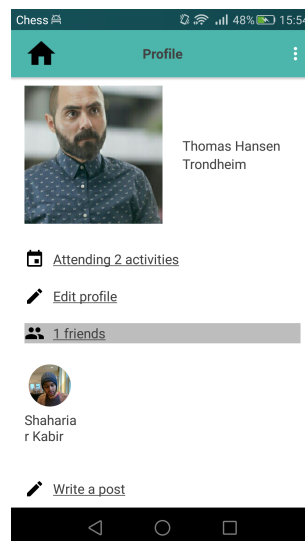 Chess 48% 15:54
Profile
Thomas Hansen
Trondheim
Attending 2 activities
Edit profile
1 friends
Shaharia
r Kabir
Write a post